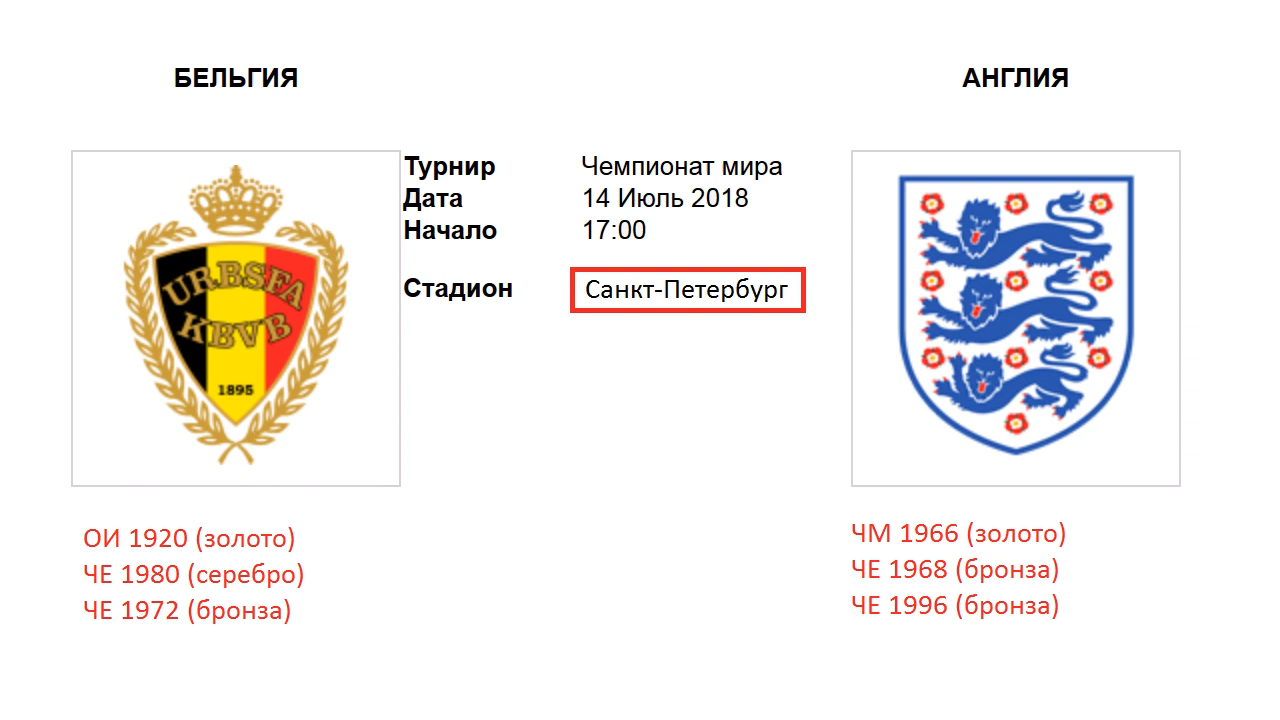 БЕЛЬГИЯ
АНГЛИЯ
URBSFA
KBVB
1895
Турнир Чемпионат мира
Дата 14 Июль 2018
Начало 17:00
Стадион Санкт-Петербург
ОИ 1920 (золото)
ЧЕ 1980 (серебро)
ЧЕ 1972 (бронза)
ЧМ 1966 (золото)
ЧЕ 1968 (бронза)
ЧЕ 1996 (бронза)